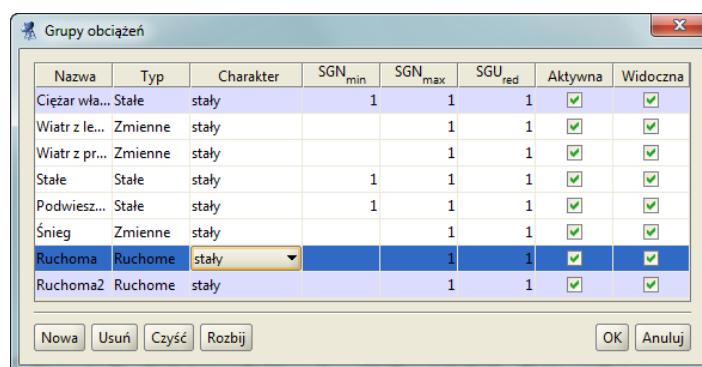 Grupy obciążeń
Nazwa Typ Charakter SGNmin SGNmax SGUred Aktywna Widoczna
Ciężar wła... Stałe stały 1 1 1
Wiatr z le... Zmienne stały 1 1
Wiatr z pr... Zmienne stały 1 1
Stałe Stałe stały 1 1 1
Podwiesz... Stałe stały 1 1 1
Śnieg Zmienne stały 1 1
Ruchoma Ruchome stały 1 1
Ruchoma2 Ruchome stały 1 1
Nowa Usuń Czyść Rozbij OK Anuluj